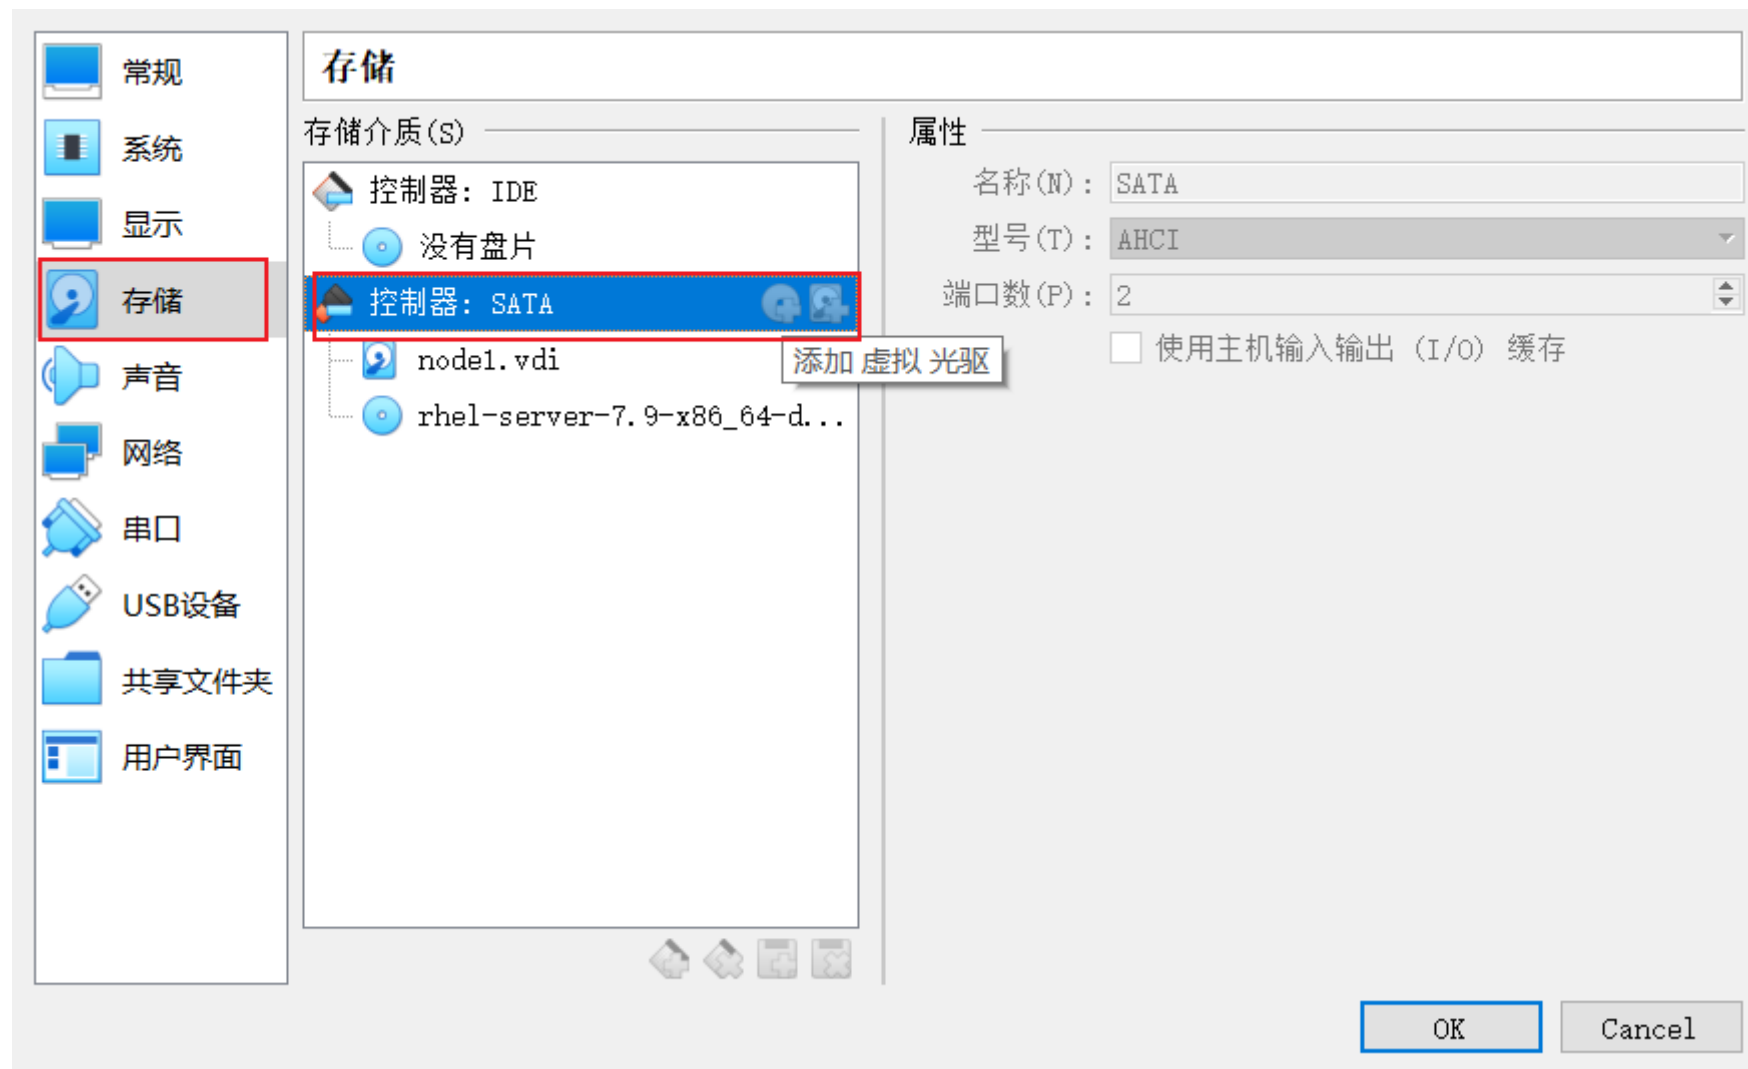 常规
系统
显示
存储
声音
网络
串口
USB设备
共享文件夹
用户界面
存储
存储介质(S)
控制器: IDE
没有盘片
控制器: SATA
添加 虚拟 光驱
node1.vdi
rhel-server-7.9-x86_64-d...
属性
名称(N): SATA
型号(T): AHCI
端口数(P): 2
使用主机输入输出 (I/O) 缓存
OK
Cancel